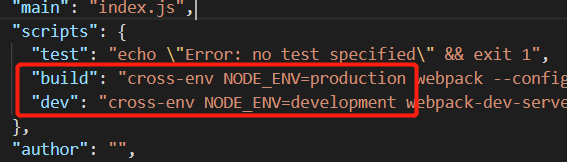 "main": "index.js",
"scripts": {
"test": "echo \"Error: no test specified\" && exit 1",
"build": "cross-env NODE_ENV=production webpack --config
"dev": "cross-env NODE_ENV=development webpack-dev-serve
},
"author": "",